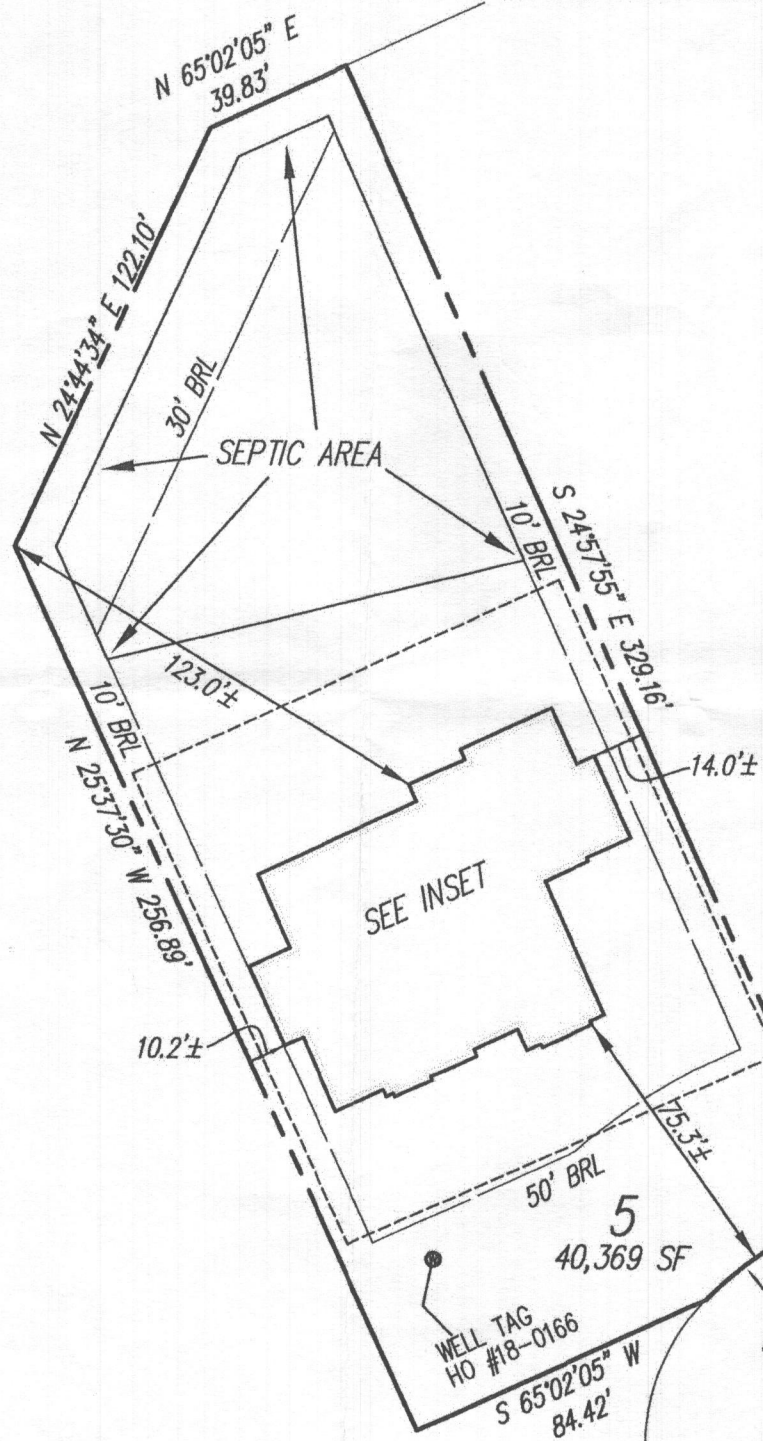 N 65°02'05" E
39.83'
N 24°44'34" E 122.10'
30' BRL
SEPTIC AREA
10' BRL
S 24°57'55" E 329.16'
123.0'±
10' BRL
N 25°37'30" W 256.89'
14.0'±
SEE INSET
10.2'±
75.3'±
50' BRL
5
40,369 SF
WELL TAG
HO #18-0166
S 65°02'05" W
84.42'